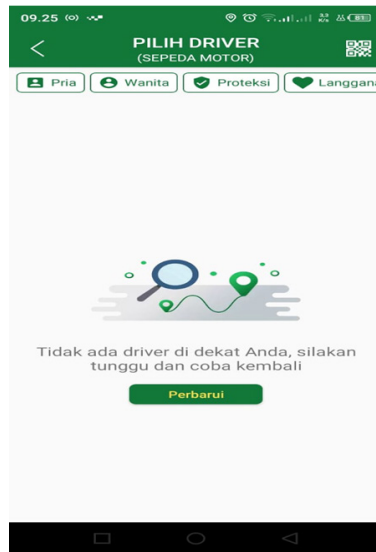 09.25
PILIH DRIVER
(SEPEDA MOTOR)
Pria
Wanita
Proteksi
Langgana
Tidak ada driver di dekat Anda, silakan
tunggu dan coba kembali
Perbarui